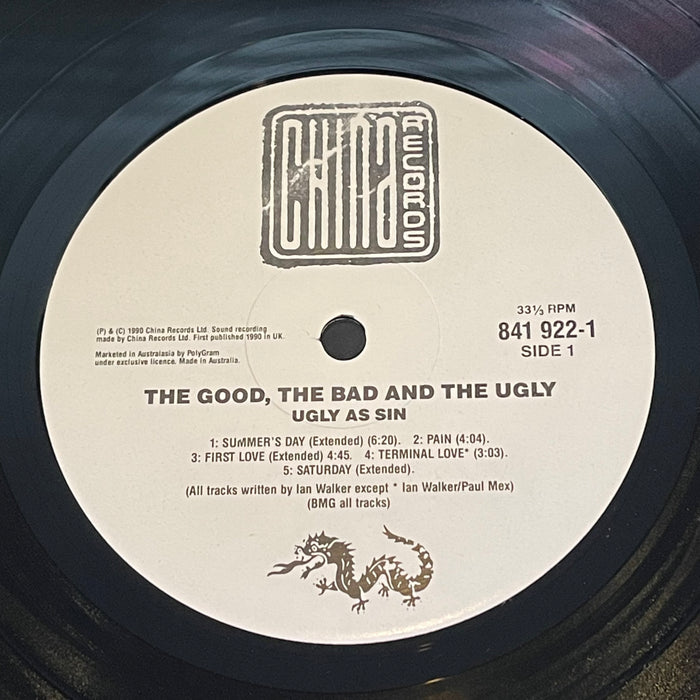 China
RECORDS
33⅓ RPM
841 922-1
SIDE 1
(P) & (C) 1990 China Records Ltd. Sound recording
made by China Records Ltd. First published 1990 in UK.
Marketed in Australasia by PolyGram
under exclusive licence. Made in Australia.
THE GOOD, THE BAD AND THE UGLY
UGLY AS SIN
1: SUMMER'S DAY (Extended) (6:20). 2: PAIN (4:04).
3: FIRST LOVE (Extended) 4:45. 4: TERMINAL LOVE* (3:03).
5: SATURDAY (Extended).
(All tracks written by Ian Walker except * Ian Walker/Paul Mex)
(BMG all tracks)